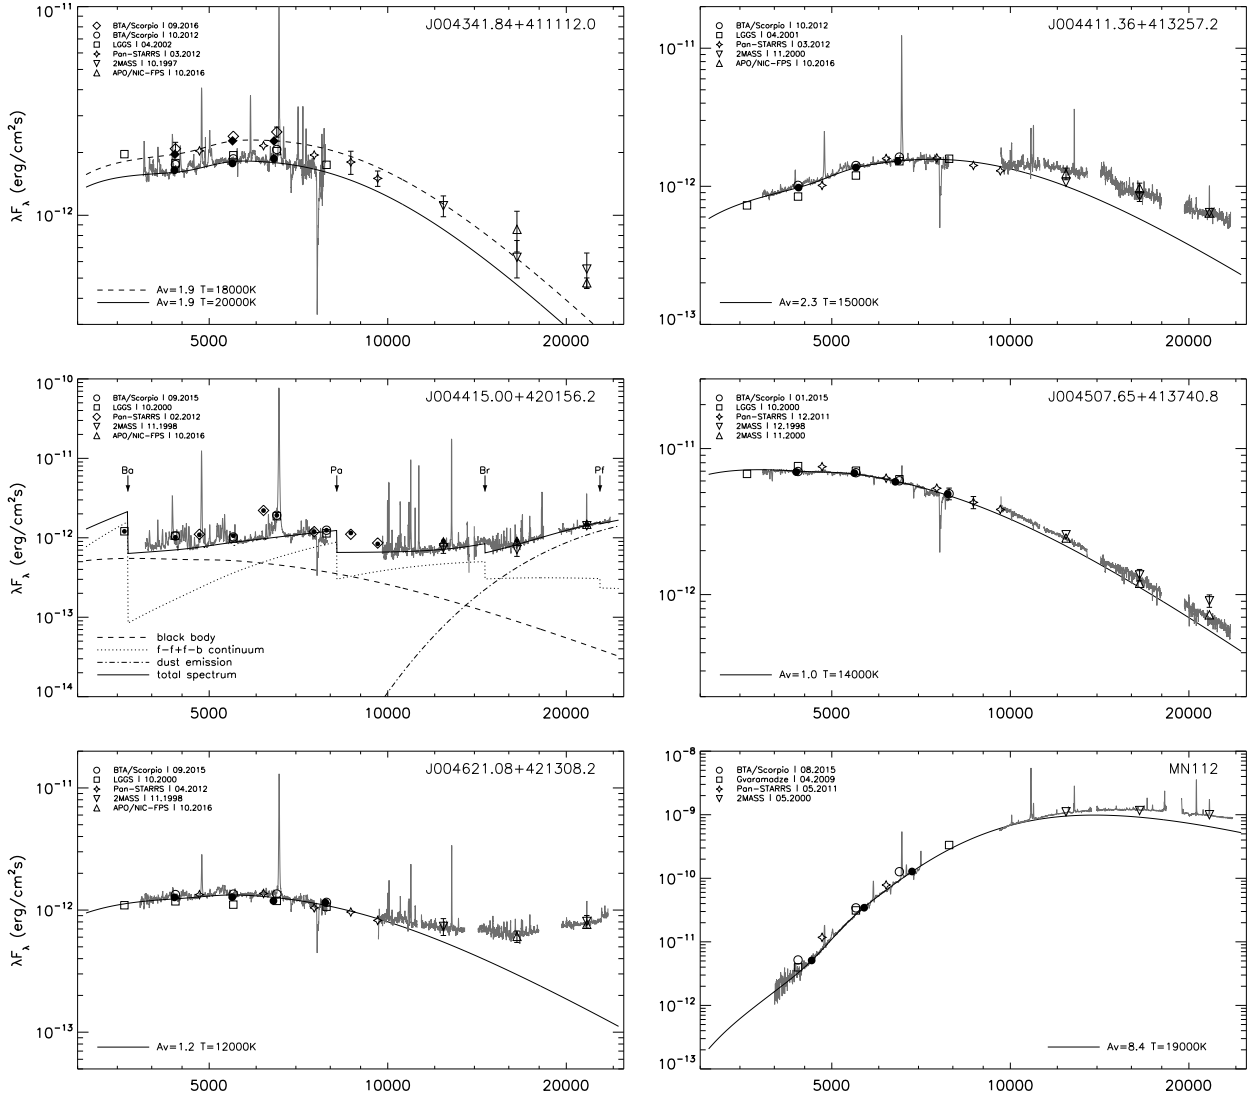 J004341.84+411112.0
BTA/Scorpio | 09.2016
BTA/Scorpio | 10.2012
LGGS | 04.2002
Pan-STARRS | 03.2012
2MASS | 10.1997
APO/NIC-FPS | 10.2016
10⁻¹¹
10⁻¹²
λFλ (erg/cm²s)
Av=1.9 T=18000K
Av=1.9 T=20000K
5000
10000
20000
J004411.36+413257.2
BTA/Scorpio | 10.2012
LGGS | 04.2001
Pan-STARRS | 03.2012
2MASS | 11.2000
APO/NIC-FPS | 10.2016
10⁻¹¹
10⁻¹²
10⁻¹³
Av=2.3 T=15000K
5000
10000
20000
J004415.00+420156.2
BTA/Scorpio | 09.2015
LGGS | 10.2000
Pan-STARRS | 02.2012
2MASS | 11.1998
APO/NIC-FPS | 10.2016
Ba
Pa
Br
Pf
10⁻¹⁰
10⁻¹¹
10⁻¹²
10⁻¹³
10⁻¹⁴
λFλ (erg/cm²s)
black body
f-f+f-b continuum
dust emission
total spectrum
5000
10000
20000
J004507.65+413740.8
BTA/Scorpio | 01.2015
LGGS | 10.2000
Pan-STARRS | 12.2011
2MASS | 12.1998
2MASS | 11.2000
10⁻¹¹
10⁻¹²
Av=1.0 T=14000K
5000
10000
20000
J004621.08+421308.2
BTA/Scorpio | 09.2015
LGGS | 10.2000
Pan-STARRS | 04.2012
2MASS | 11.1998
APO/NIC-FPS | 10.2016
10⁻¹¹
10⁻¹²
10⁻¹³
λFλ (erg/cm²s)
Av=1.2 T=12000K
5000
10000
20000
MN112
BTA/Scorpio | 08.2015
Gvaramadze | 04.2009
Pan-STARRS | 05.2011
2MASS | 05.2000
10⁻⁸
10⁻⁹
10⁻¹⁰
10⁻¹¹
10⁻¹²
10⁻¹³
Av=8.4 T=19000K
5000
10000
20000